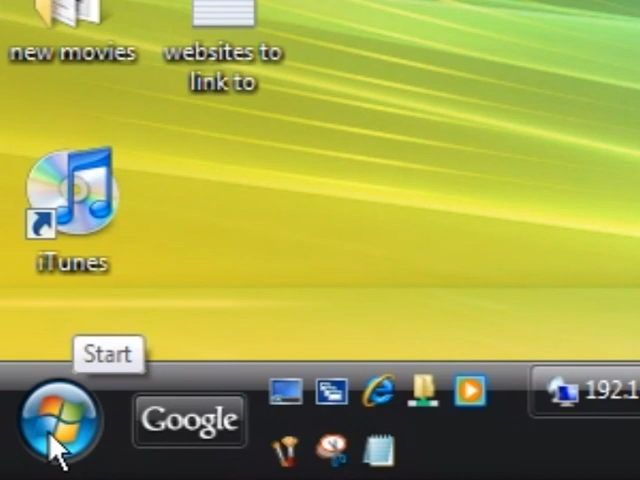 new movies
websites to
link to
iTunes
Start
Google
192.1